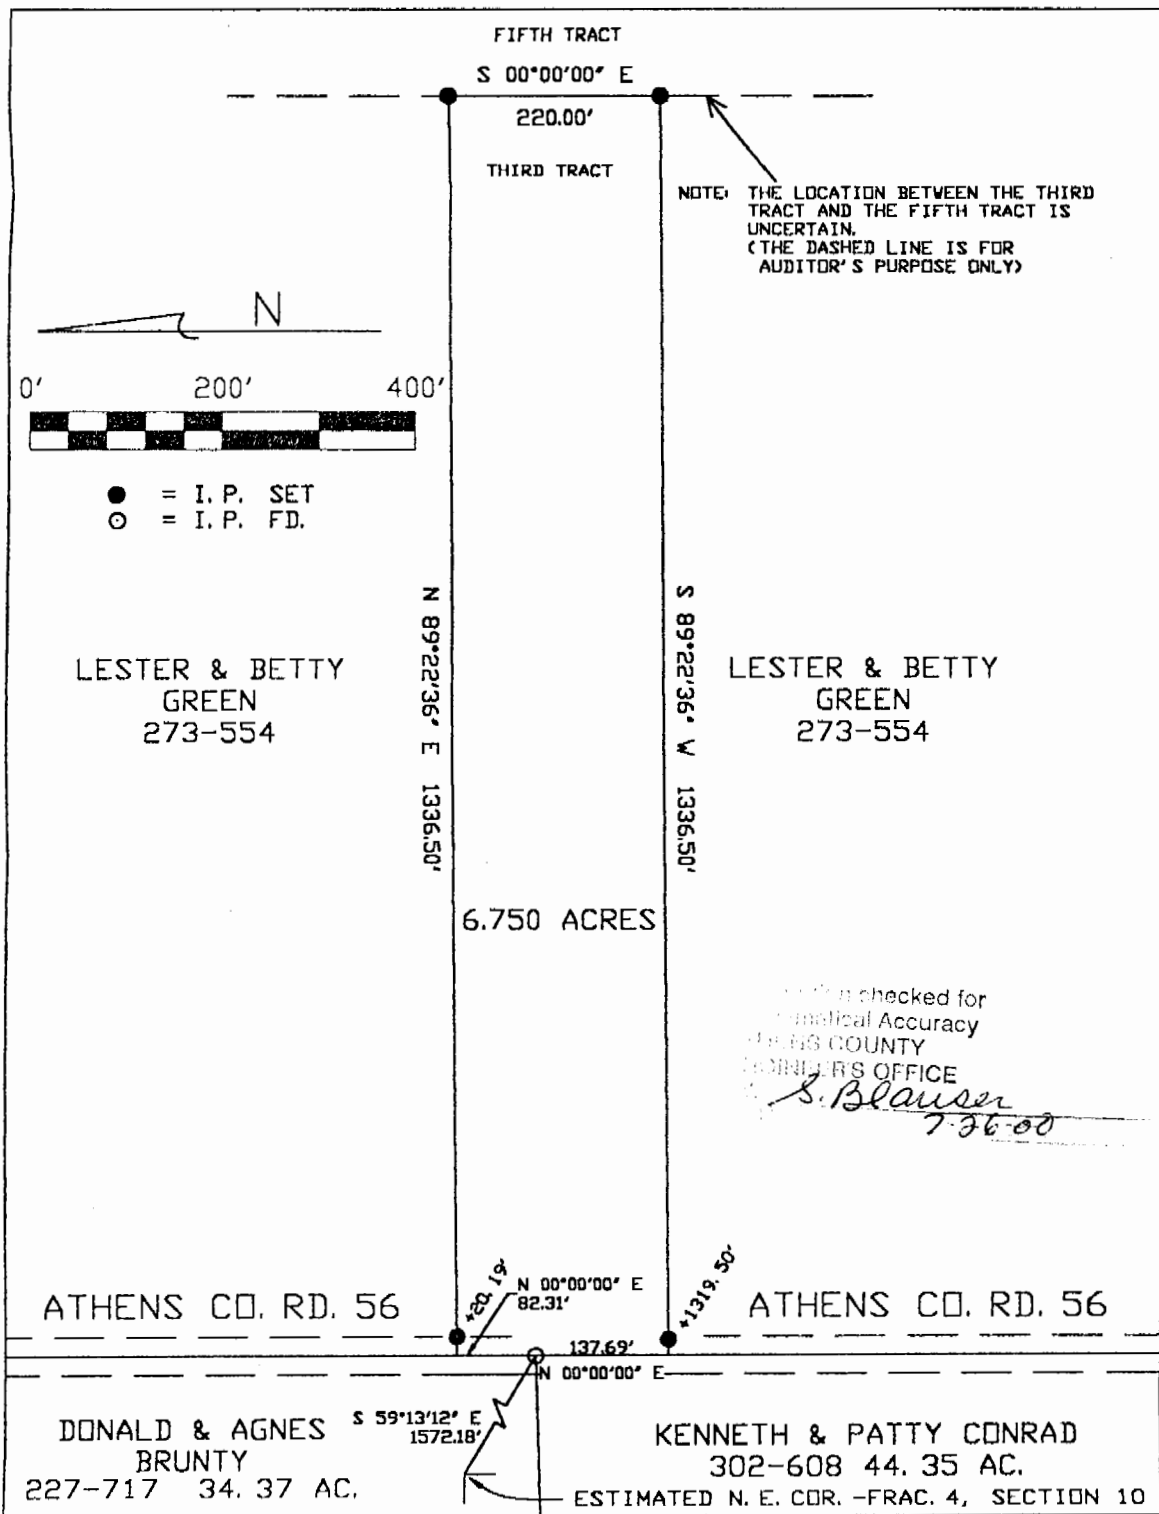 FIFTH TRACT
S 00°00'00" E
220.00'
THIRD TRACT
NOTE: THE LOCATION BETWEEN THE THIRD
TRACT AND THE FIFTH TRACT IS
UNCERTAIN.
(THE DASHED LINE IS FOR
AUDITOR'S PURPOSE ONLY)
N
0' 200' 400'
= I.P. SET
= I.P. FD.
N 89°22'36" E 1336.50'
S 89°22'36" W 1336.50'
LESTER & BETTY
GREEN
273-554
LESTER & BETTY
GREEN
273-554
6.750 ACRES
checked for
Accuracy
COUNTY
OFFICE
S. Blauser
7-26-00
+20.19'
N 00°00'00" E
82.31'
+1319.50'
ATHENS CO. RD. 56
ATHENS CO. RD. 56
137.69'
N 00°00'00" E
S 59°13'12" E
1572.18'
DONALD & AGNES
BRUNTY
227-717 34.37 AC.
KENNETH & PATTY CONRAD
302-608 44.35 AC.
ESTIMATED N.E. COR. -FRAC. 4, SECTION 10